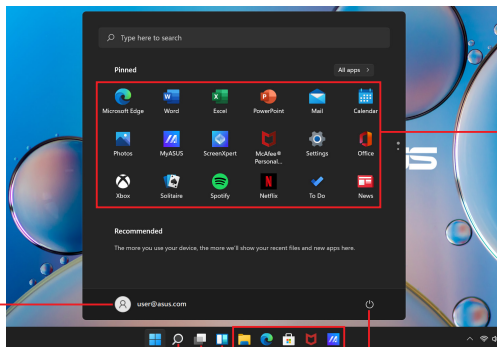 Type here to search
Pinned
All apps >
Microsoft Edge
Word
Excel
PowerPoint
Mail
Calendar
Photos
MyASUS
ScreenXpert
McAfee®
Personal...
Settings
Office
Xbox
Solitaire
Spotify
Netflix
To Do
News
Recommended
The more you use your device, the more we'll show your recent files and new apps here.
user@asus.com